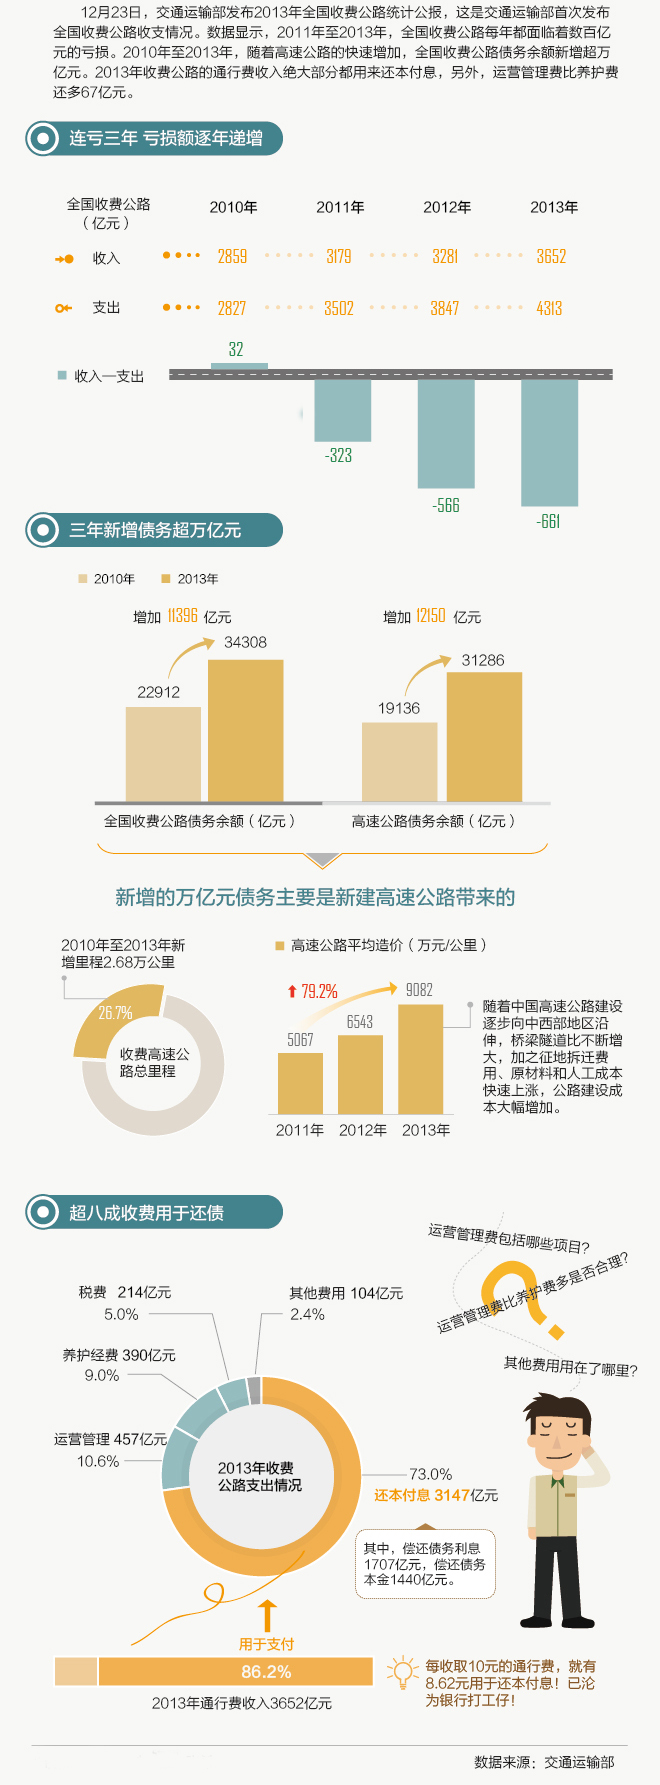 12月23日，交通运输部发布2013年全国收费公路统计公报，这是交通运输部首次发布
全国收费公路收支情况。数据显示，2011年至2013年，全国收费公路每年都面临着数百亿
元的亏损。2010年至2013年，随着高速公路的快速增加，全国收费公路债务余额新增超万
亿元。2013年收费公路的通行费收入绝大部分都用来还本付息，另外，运营管理费比养护费
还多67亿元。
连亏三年 亏损额逐年递增
全国收费公路
（亿元） 2010年 2011年 2012年 2013年
收入 2859 3179 3281 3652
支出 2827 3502 3847 4313
32
收入—支出
-323
-566
-661
三年新增债务超万亿元
2010年 2013年
增加 11396 亿元 增加 12150 亿元
34308
22912
31286
19136
全国收费公路债务余额（亿元） 高速公路债务余额（亿元）
新增的万亿元债务主要是新建高速公路带来的
2010年至2013年新
增里程2.68万公里
26.7%
收费高速公
路总里程
高速公路平均造价（万元/公里）
79.2%
5067
6543
9082
2011年 2012年 2013年
随着中国高速公路建设
逐步向中西部地区沿
伸，桥梁隧道比不断增
大，加之征地拆迁费
用、原材料和人工成本
快速上涨，公路建设成
本大幅增加。
超八成收费用于还债
运营管理费包括哪些项目？
运营管理费比养护费多是否合理？
其他费用用在了哪里？
税费 214亿元
5.0%
其他费用 104亿元
2.4%
养护经费 390亿元
9.0%
运营管理 457亿元
10.6%
2013年收费
公路支出情况
73.0%
还本付息 3147亿元
其中，偿还债务利息
1707亿元，偿还债务
本金1440亿元。
用于支付
86.2%
2013年通行费收入3652亿元
每收取10元的通行费，就有
8.62元用于还本付息！已沦
为银行打工仔！
数据来源：交通运输部